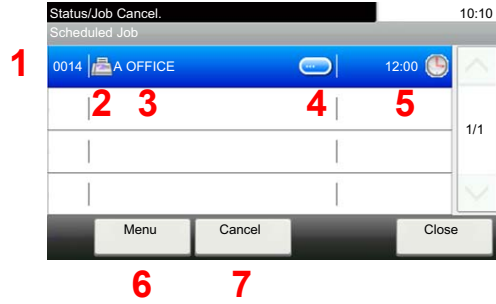 Status/Job Cancel. 10:10
Scheduled Job
1 0014 A OFFICE ... 12:00
2 3 4 5
1/1
Menu Cancel Close
6 7